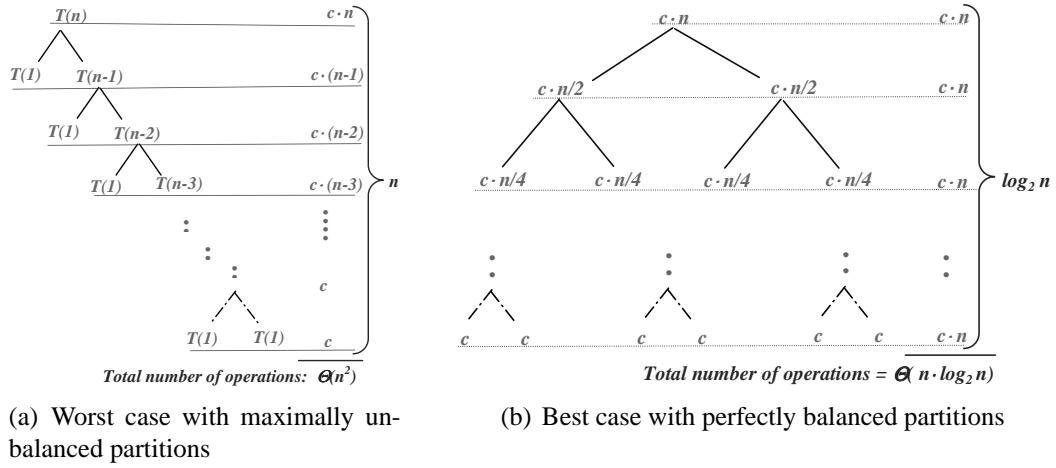 T(n) c·n
T(1) T(n-1) c·(n-1)
T(1) T(n-2) c·(n-2)
T(1) T(n-3) c·(n-3)
n
c
T(1) T(1) c
Total number of operations: Θ(n²)
(a) Worst case with maximally un-
balanced partitions
c·n c·n
c·n/2 c·n/2 c·n
c·n/4 c·n/4 c·n/4 c·n/4 c·n
log₂ n
c c c c c c c·n
Total number of operations = Θ( n·log₂ n)
(b) Best case with perfectly balanced partitions